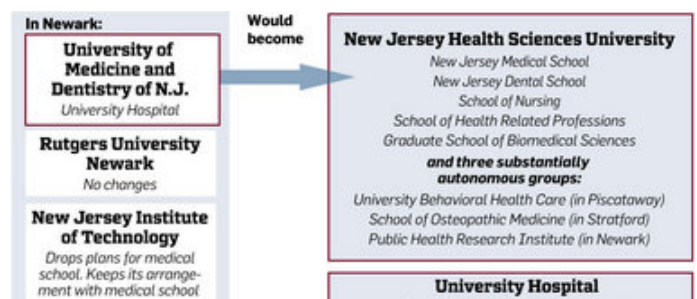 In Newark:
University of
Medicine and
Dentistry of N.J.
University Hospital
Rutgers University
Newark
No changes
New Jersey Institute
of Technology
Drops plans for medical
school. Keeps its arrange-
ment with medical school
Would
become
New Jersey Health Sciences University
New Jersey Medical School
New Jersey Dental School
School of Nursing
School of Health Related Professions
Graduate School of Biomedical Sciences
and three substantially
autonomous groups:
University Behavioral Health Care (in Piscataway)
School of Osteopathic Medicine (in Stratford)
Public Health Research Institute (in Newark)
University Hospital